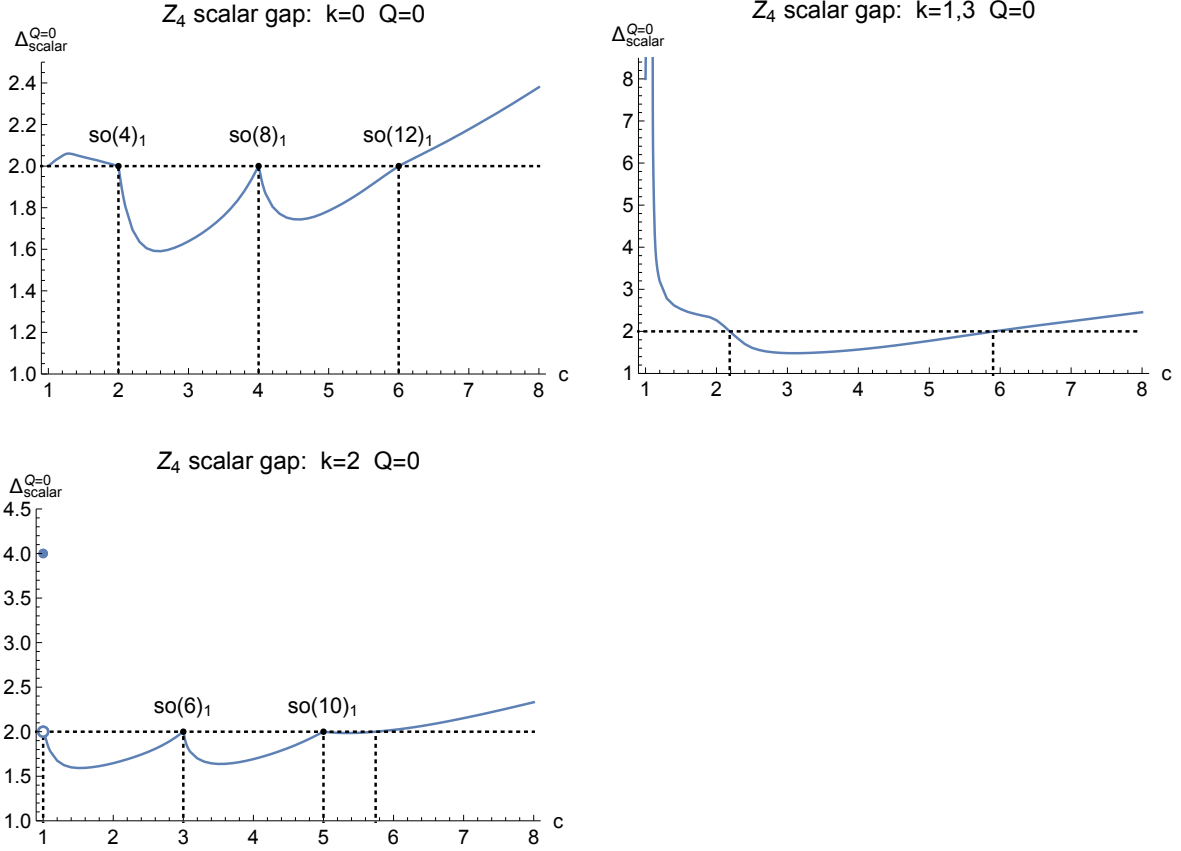 Z₄ scalar gap: k=0 Q=0
Δ^{Q=0}_{scalar}
2.4
2.2
so(4)₁ so(8)₁ so(12)₁
2.0
1.8
1.6
1.4
1.2
1.0
1 2 3 4 5 6 7 8 c
Z₄ scalar gap: k=1,3 Q=0
Δ^{Q=0}_{scalar}
8
7
6
5
4
3
2
1
1 2 3 4 5 6 7 8 c
Z₄ scalar gap: k=2 Q=0
Δ^{Q=0}_{scalar}
4.5
4.0
3.5
3.0
2.5
so(6)₁ so(10)₁
2.0
1.5
1.0
1 2 3 4 5 6 7 8 c